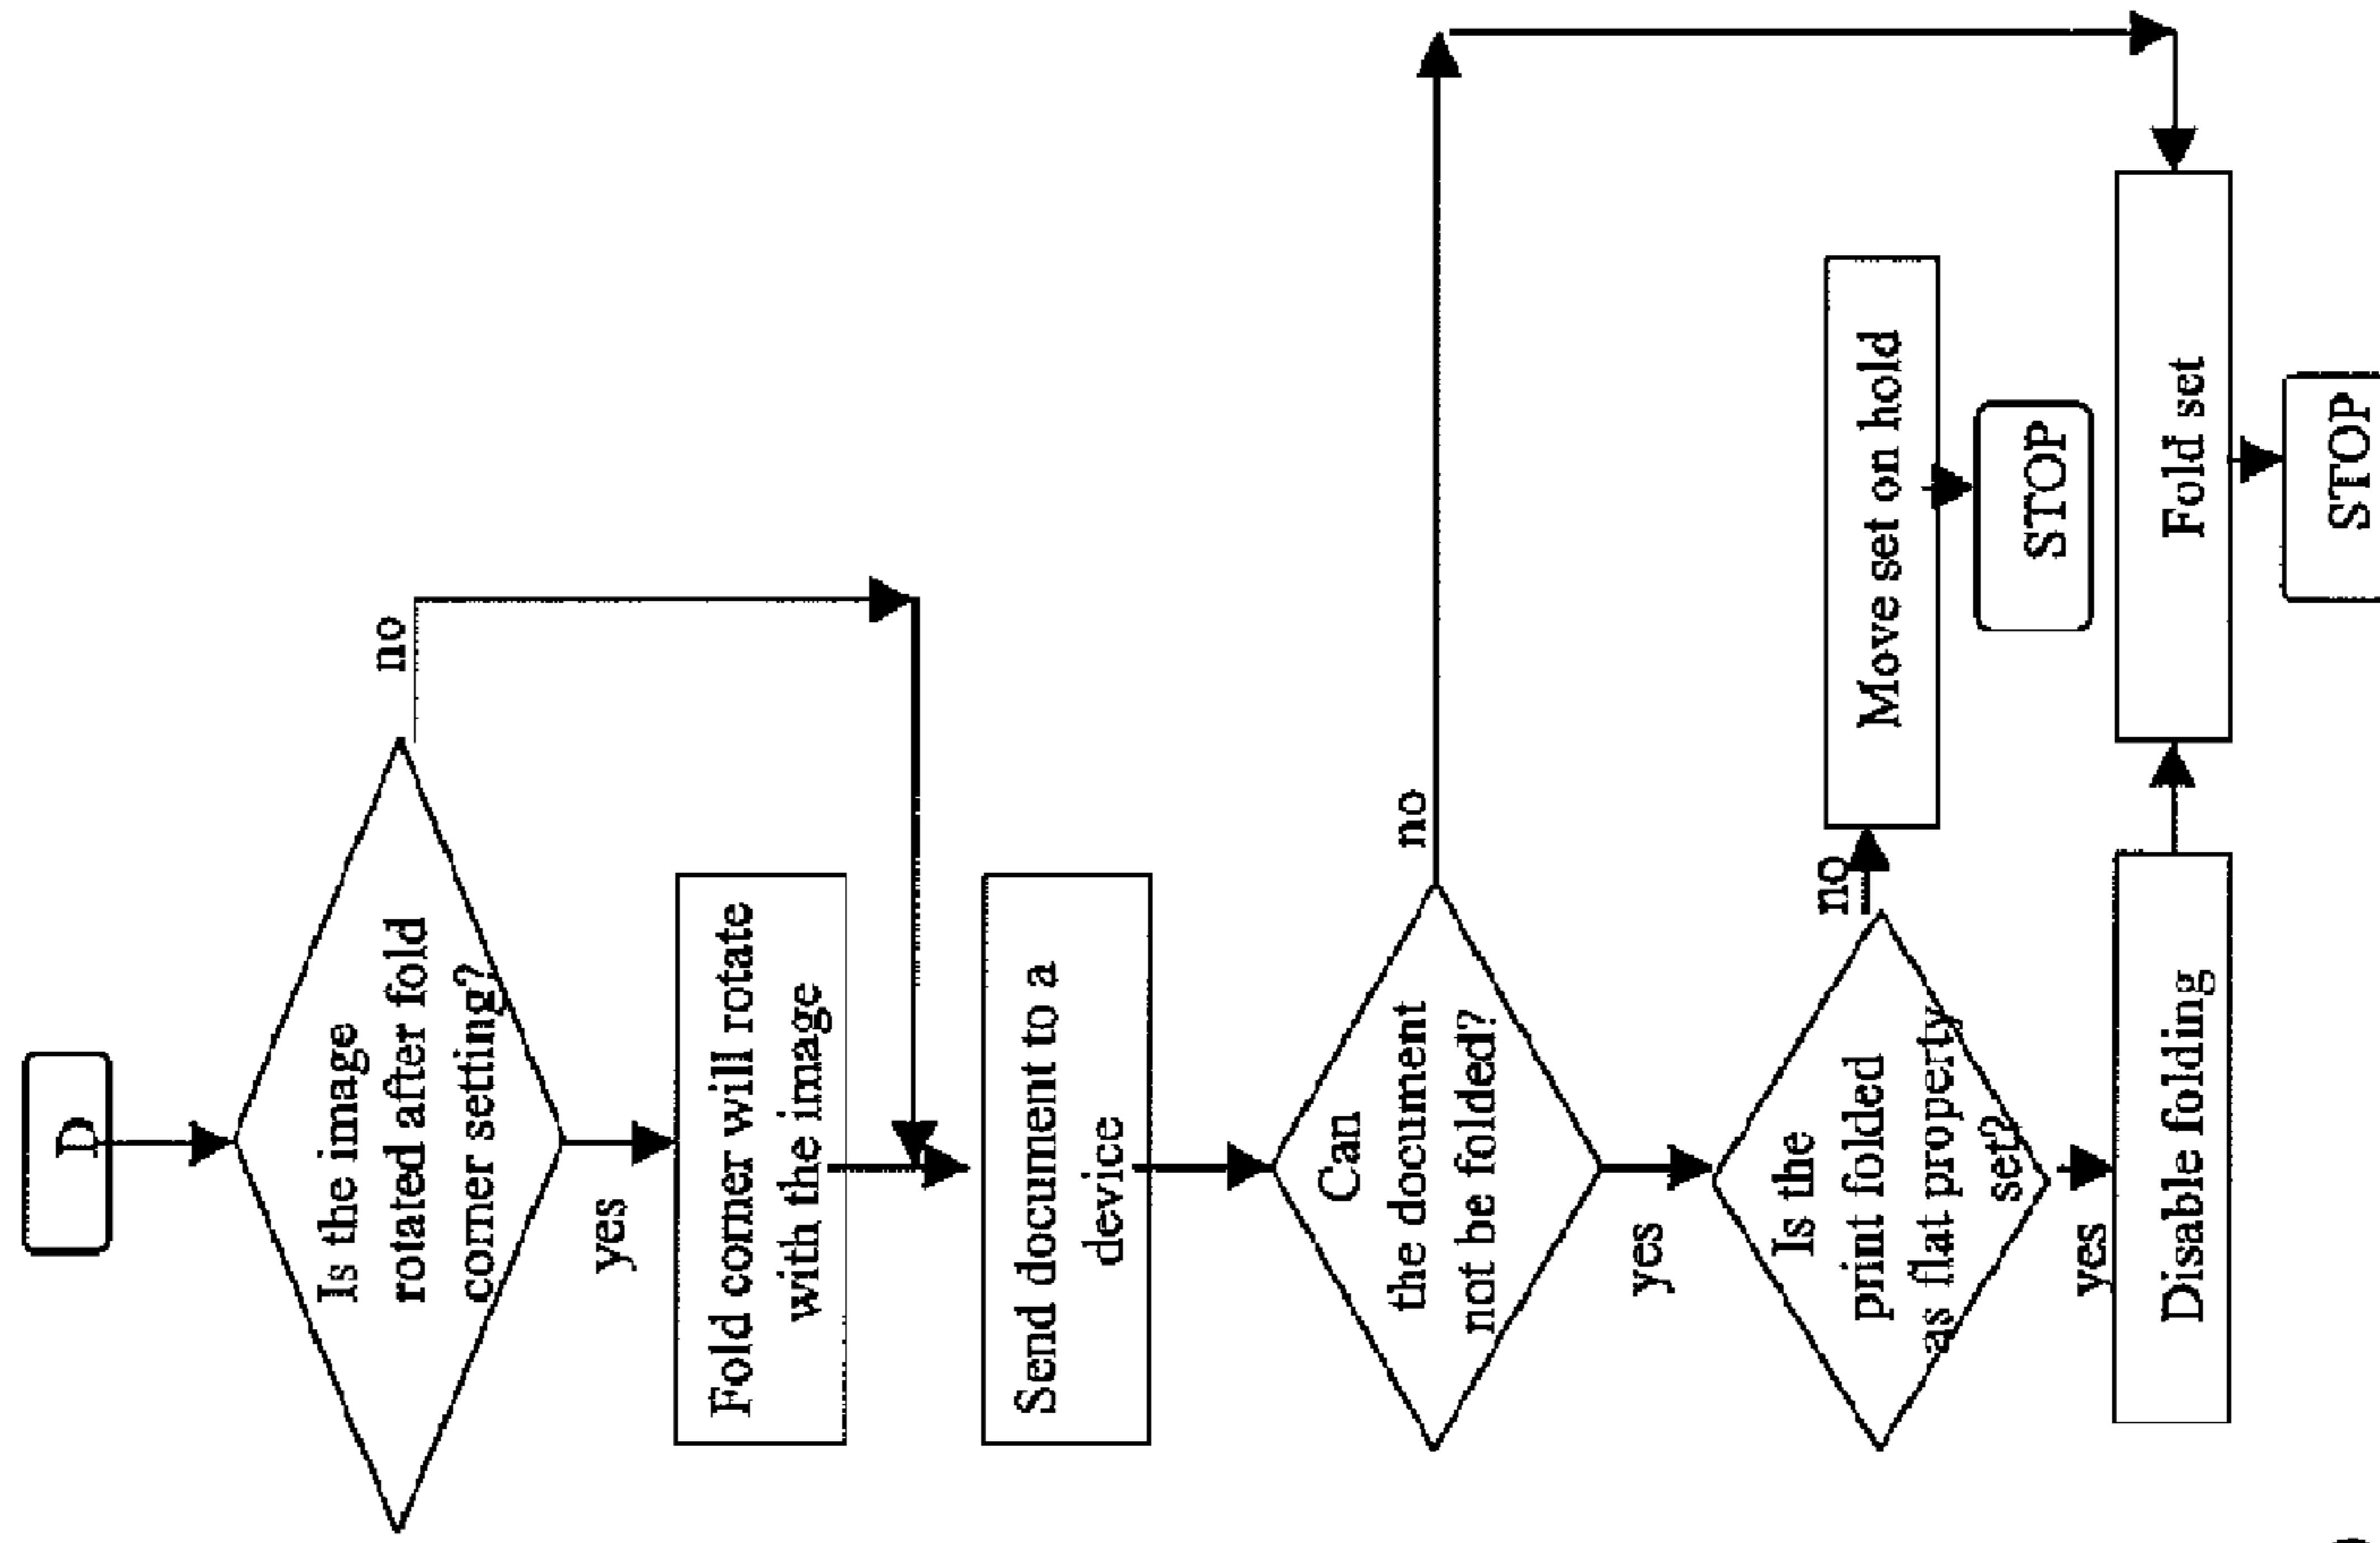 D
Is the image
rotated after fold
corner setting?
no
yes
Fold corner will rotate
with the image
Send document to a
device
Can
the document
not be folded?
no
yes
Is the
print folded
as flat property
set?
no
Move set on hold
STOP
yes
Disable folding
Fold set
STOP